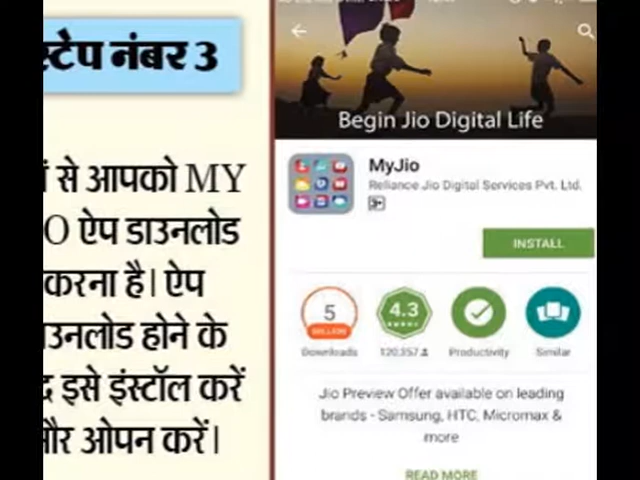 स्टेप नंबर 3
से आपको MY
ऐप डाउनलोड
करना है। ऐप
होने के
इसे इंस्टॉल करें
और ओपन करें।
Begin Jio Digital Life
MyJio
Reliance Jio Digital Services Pvt. Ltd.
3+
INSTALL
5
MILLION
4.3
Downloads
120,357
Productivity
Similar
Jio Preview Offer available on leading
brands - Samsung, HTC, Micromax &
more
READ MORE